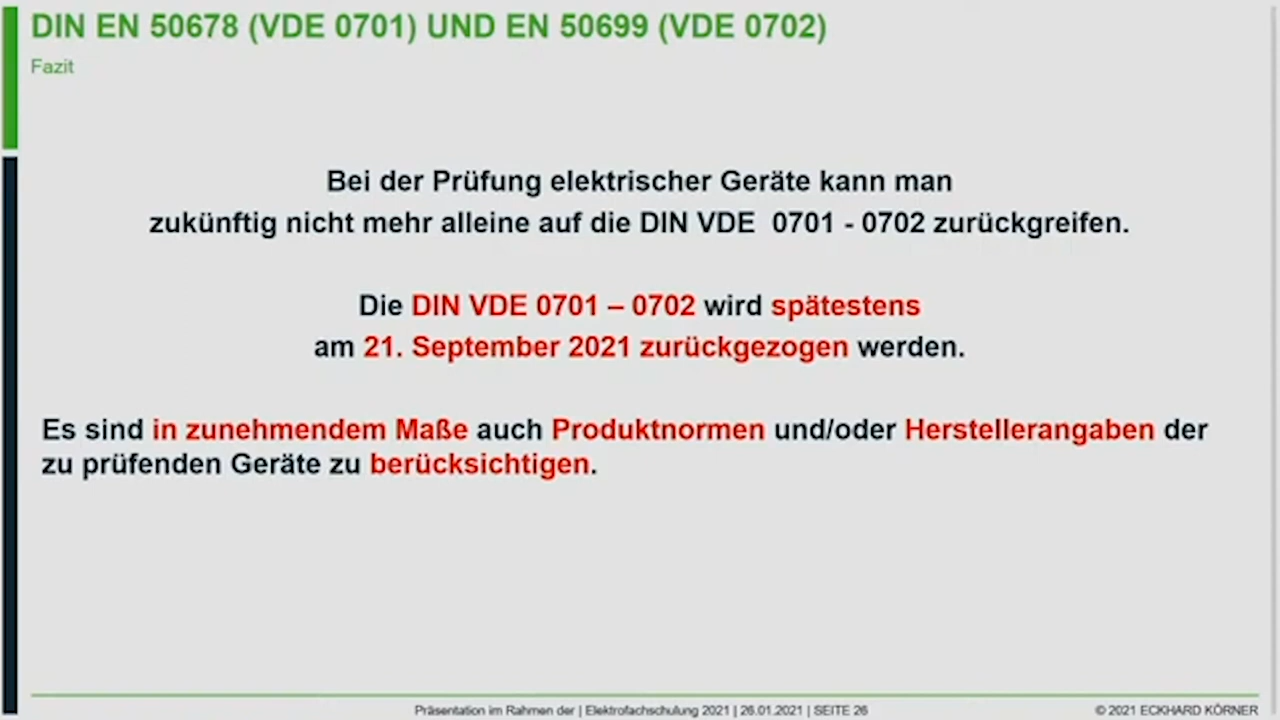 DIN EN 50678 (VDE 0701) UND EN 50699 (VDE 0702)
Fazit
Bei der Prüfung elektrischer Geräte kann man
zukünftig nicht mehr alleine auf die DIN VDE 0701 - 0702 zurückgreifen.
Die DIN VDE 0701 – 0702 wird spätestens
am 21. September 2021 zurückgezogen werden.
Es sind in zunehmendem Maße auch Produktnormen und/oder Herstellerangaben der
zu prüfenden Geräte zu berücksichtigen.
Präsentation im Rahmen der | Elektrofachschulung 2021 | 26.01.2021 | SEITE 26
© 2021 ECKHARD KÖRNER